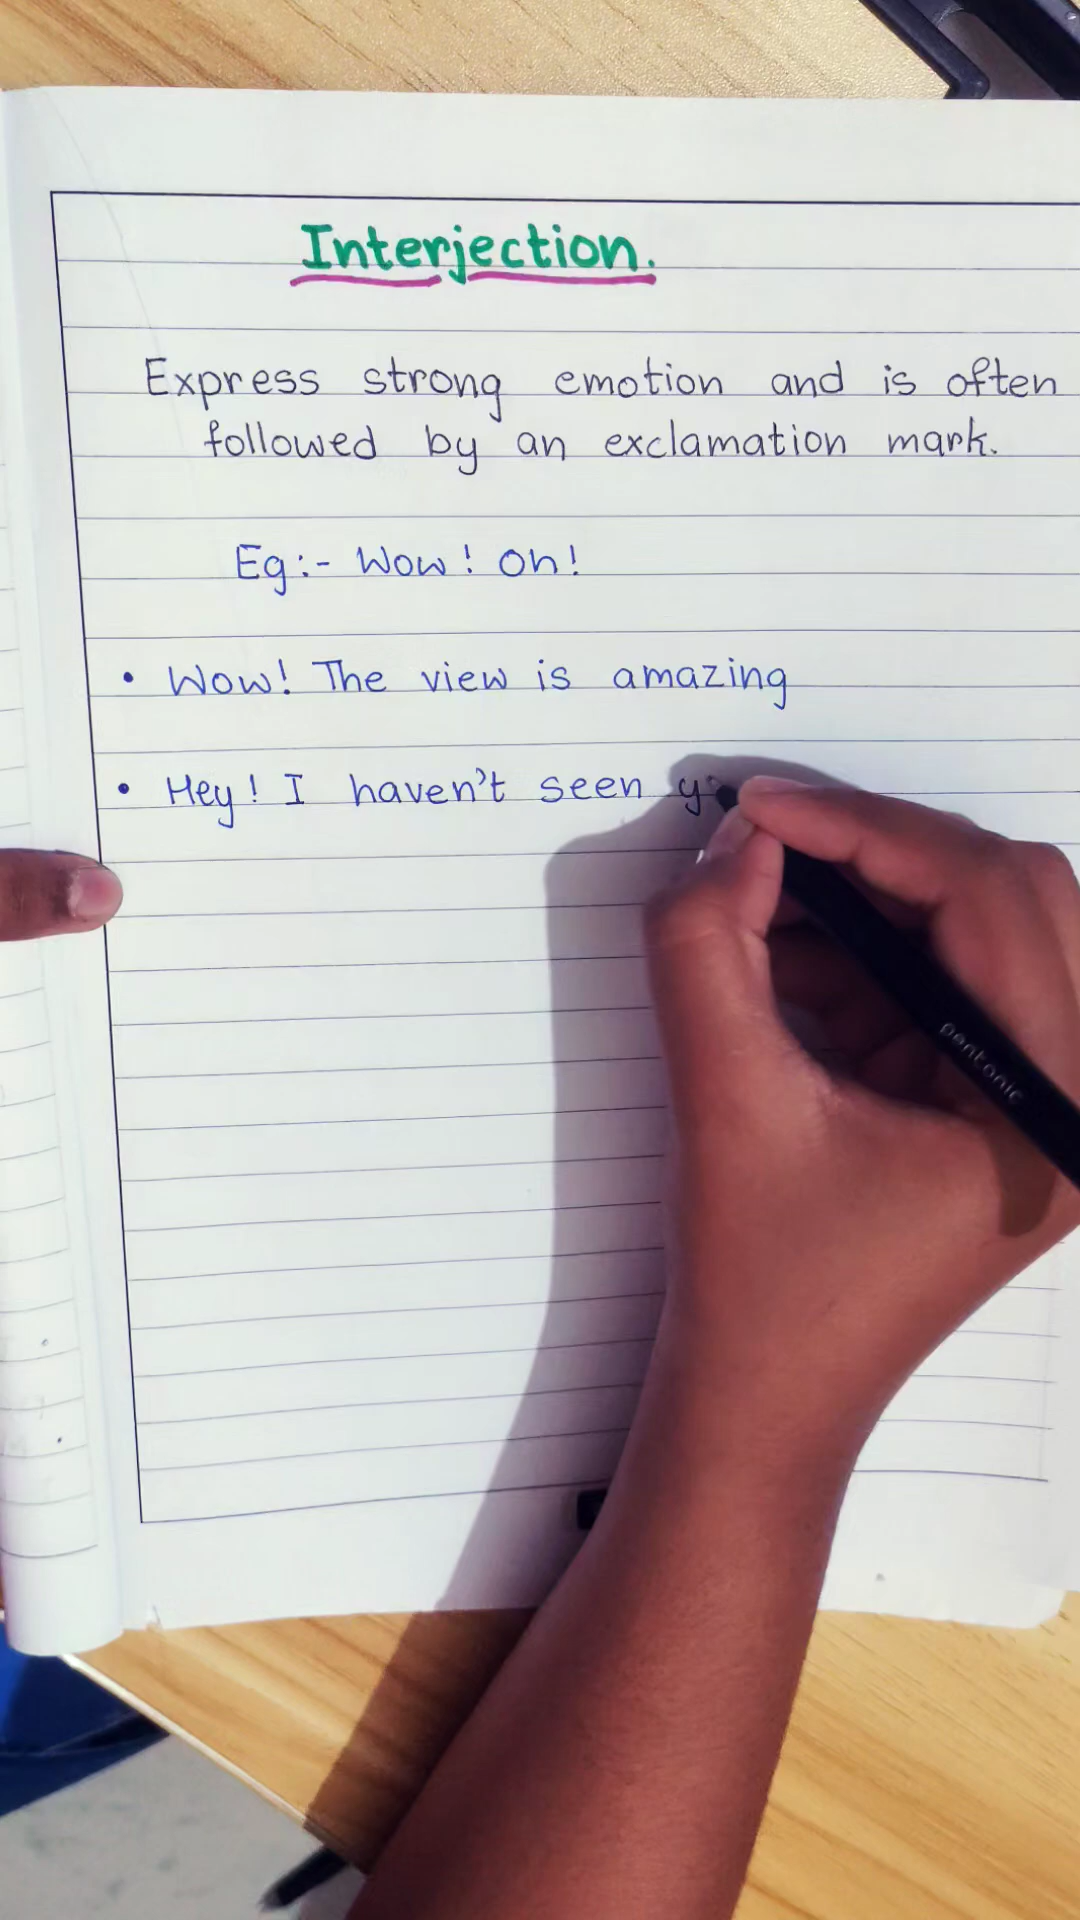 Interjection.
Express strong emotion and is often
followed by an exclamation mark.
Eg:- Wow! Oh!
• Wow! The view is amazing
• Hey! I haven't seen y
pentonic